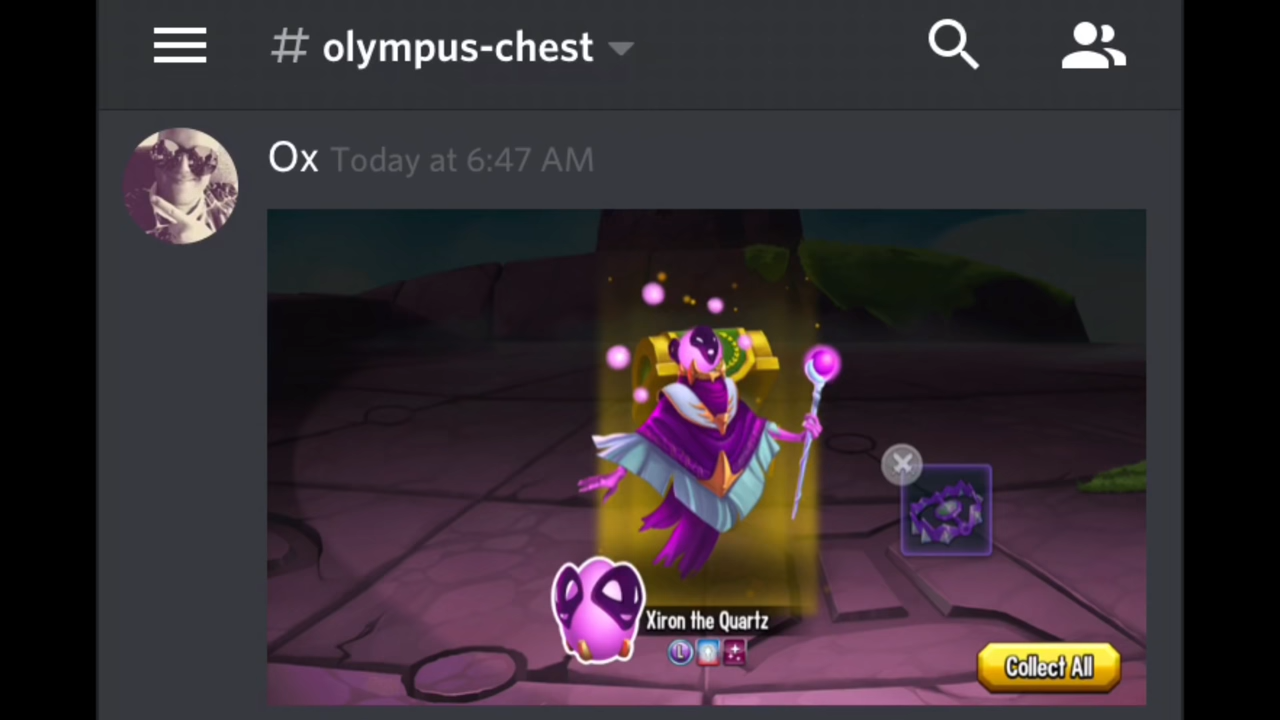 # olympus-chest
Ox Today at 6:47 AM
Xiron the Quartz
L
Collect All